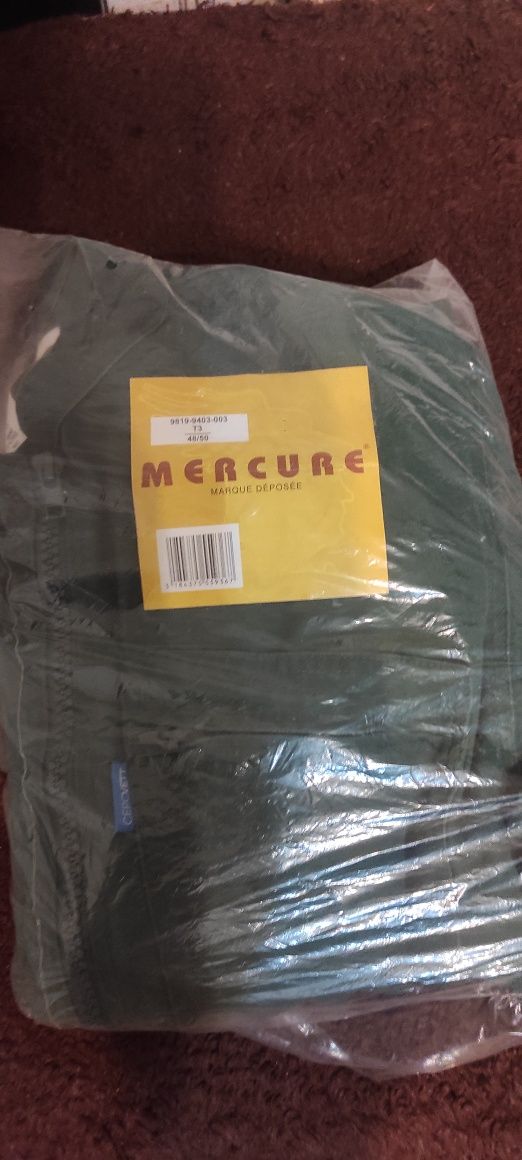 9819-9403-003
T3
48/50
MERCURE®
MARQUE DÉPOSÉE